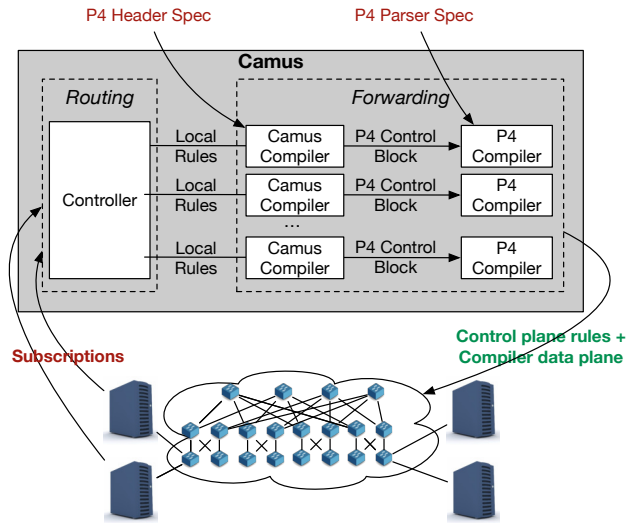 P4 Header Spec
P4 Parser Spec
Camus
Routing
Forwarding
Controller
Local
Rules
Camus
Compiler
P4 Control
Block
P4
Compiler
Local
Rules
Camus
Compiler
P4 Control
Block
P4
Compiler
...
Local
Rules
Camus
Compiler
P4 Control
Block
P4
Compiler
Subscriptions
Control plane rules +
Compiler data plane